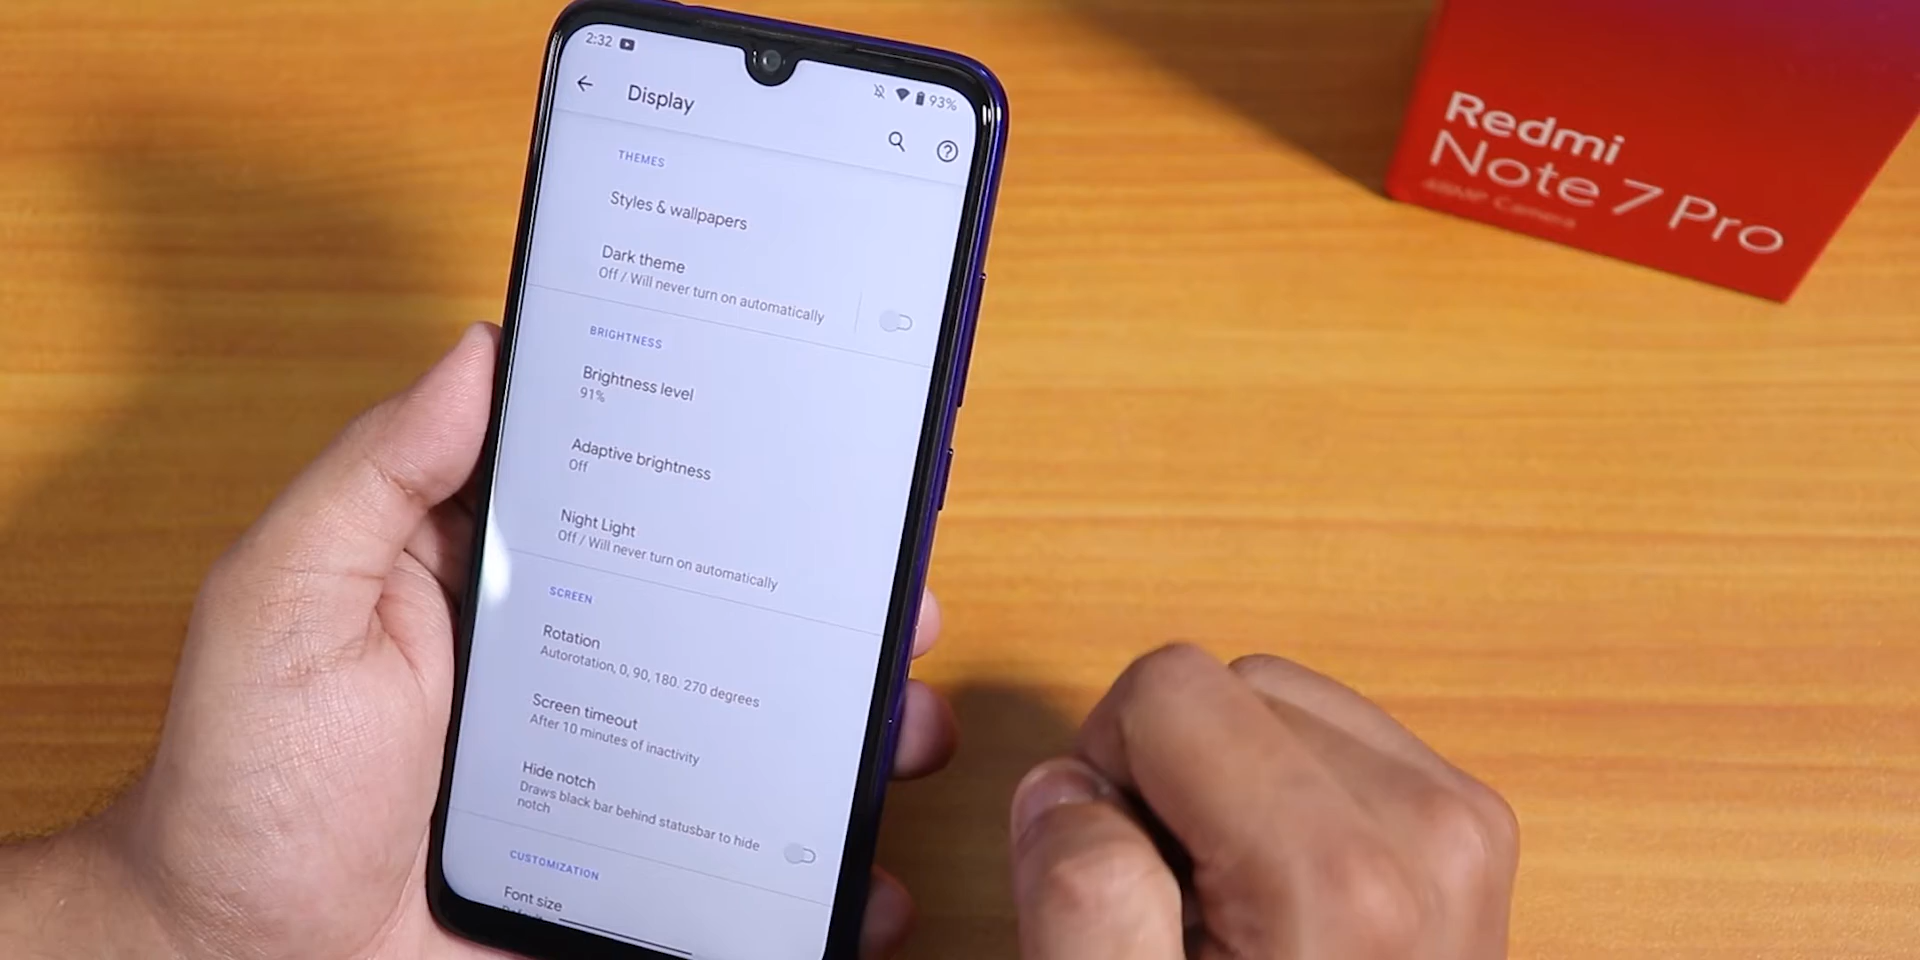 2:32
93%
Display
THEMES
Styles & wallpapers
Dark theme
Off / Will never turn on automatically
BRIGHTNESS
Brightness level
91%
Adaptive brightness
Off
Night Light
Off / Will never turn on automatically
SCREEN
Rotation
Autorotation, 0, 90, 180. 270 degrees
Screen timeout
After 10 minutes of inactivity
Hide notch
Draws black bar behind statusbar to hide
notch
CUSTOMIZATION
Font size
Redmi
Note 7 Pro
48MP Camera